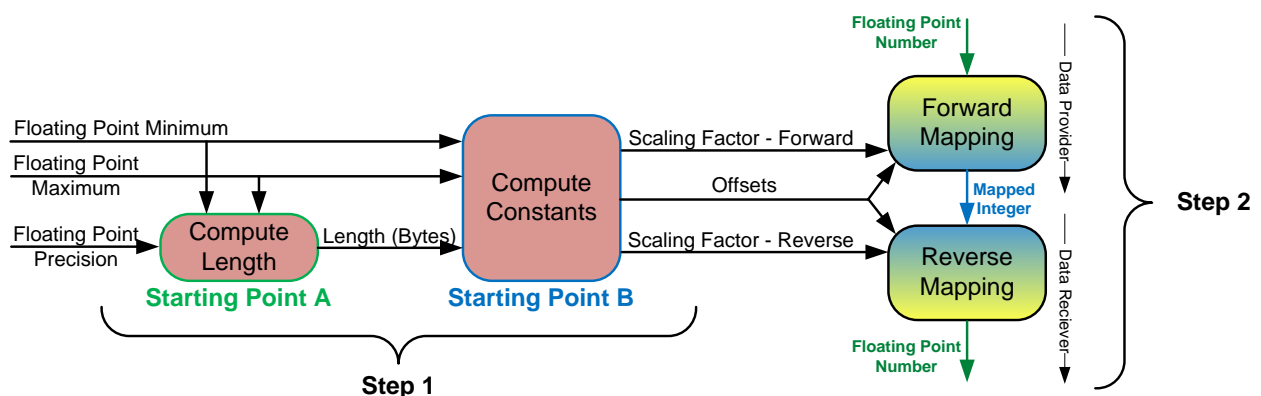 Floating Point
Number
Data Provider
Floating Point Minimum
Floating Point
Maximum
Floating Point
Precision
Compute
Length
Starting Point A
Length (Bytes)
Compute
Constants
Starting Point B
Step 1
Scaling Factor - Forward
Offsets
Scaling Factor - Reverse
Forward
Mapping
Mapped
Integer
Reverse
Mapping
Data Reciever
Floating Point
Number
Step 2